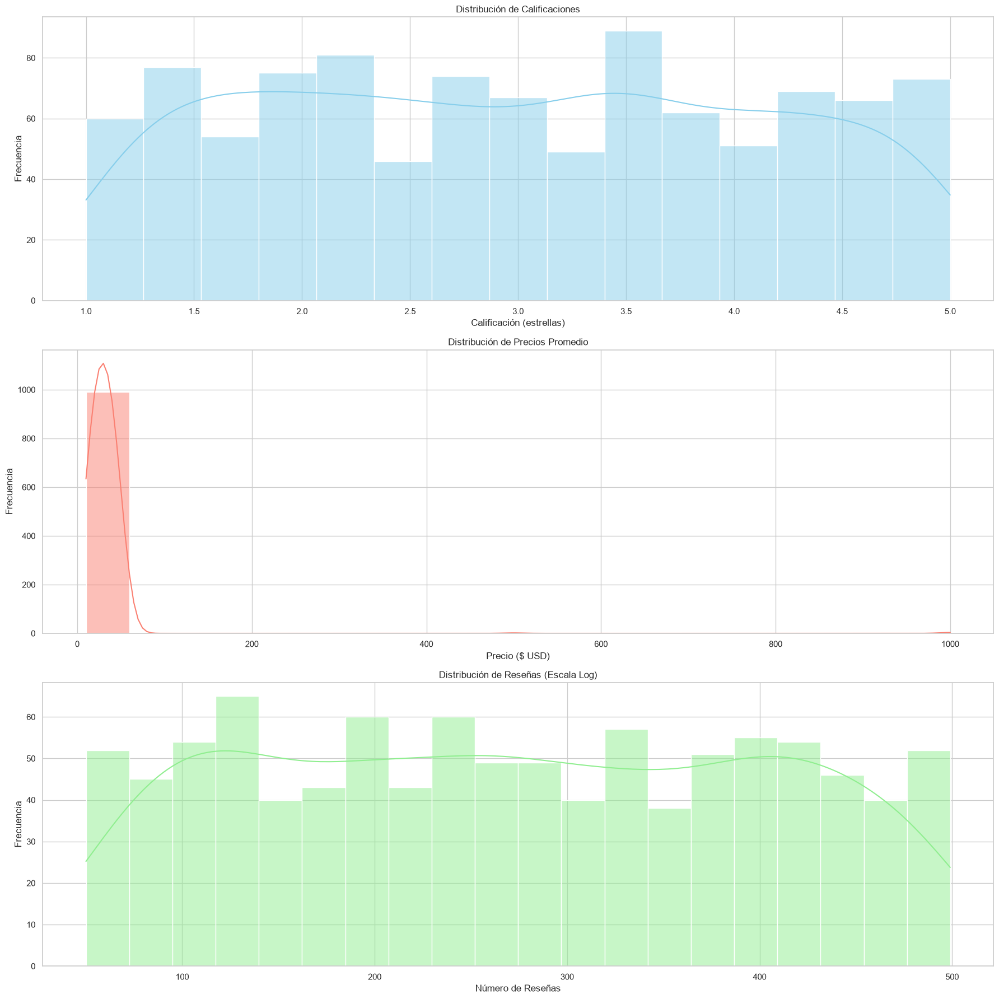 Distribución de Calificaciones
Frecuencia
80
60
40
20
0
1.0 1.5 2.0 2.5 3.0 3.5 4.0 4.5 5.0
Calificación (estrellas)
Distribución de Precios Promedio
Frecuencia
1000
800
600
400
200
0
0 200 400 600 800 1000
Precio ($ USD)
Distribución de Reseñas (Escala Log)
Frecuencia
60
50
40
30
20
10
0
100 200 300 400 500
Número de Reseñas